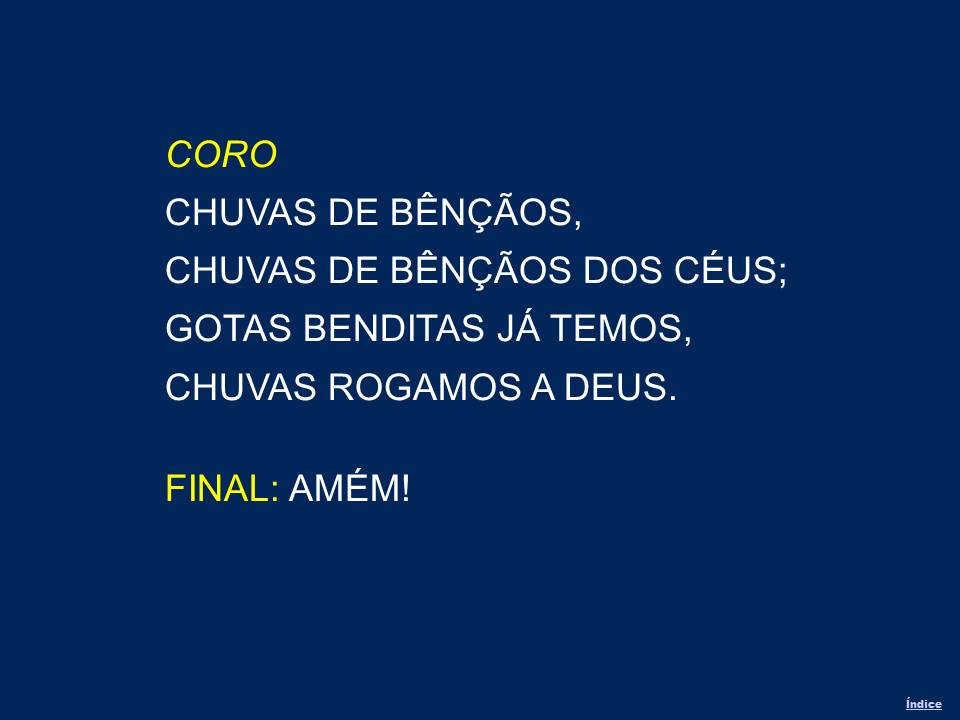 CORO
CHUVAS DE BÊNÇÃOS,
CHUVAS DE BÊNÇÃOS DOS CÉUS;
GOTAS BENDITAS JÁ TEMOS,
CHUVAS ROGAMOS A DEUS.
FINAL: AMÉM!
Índice